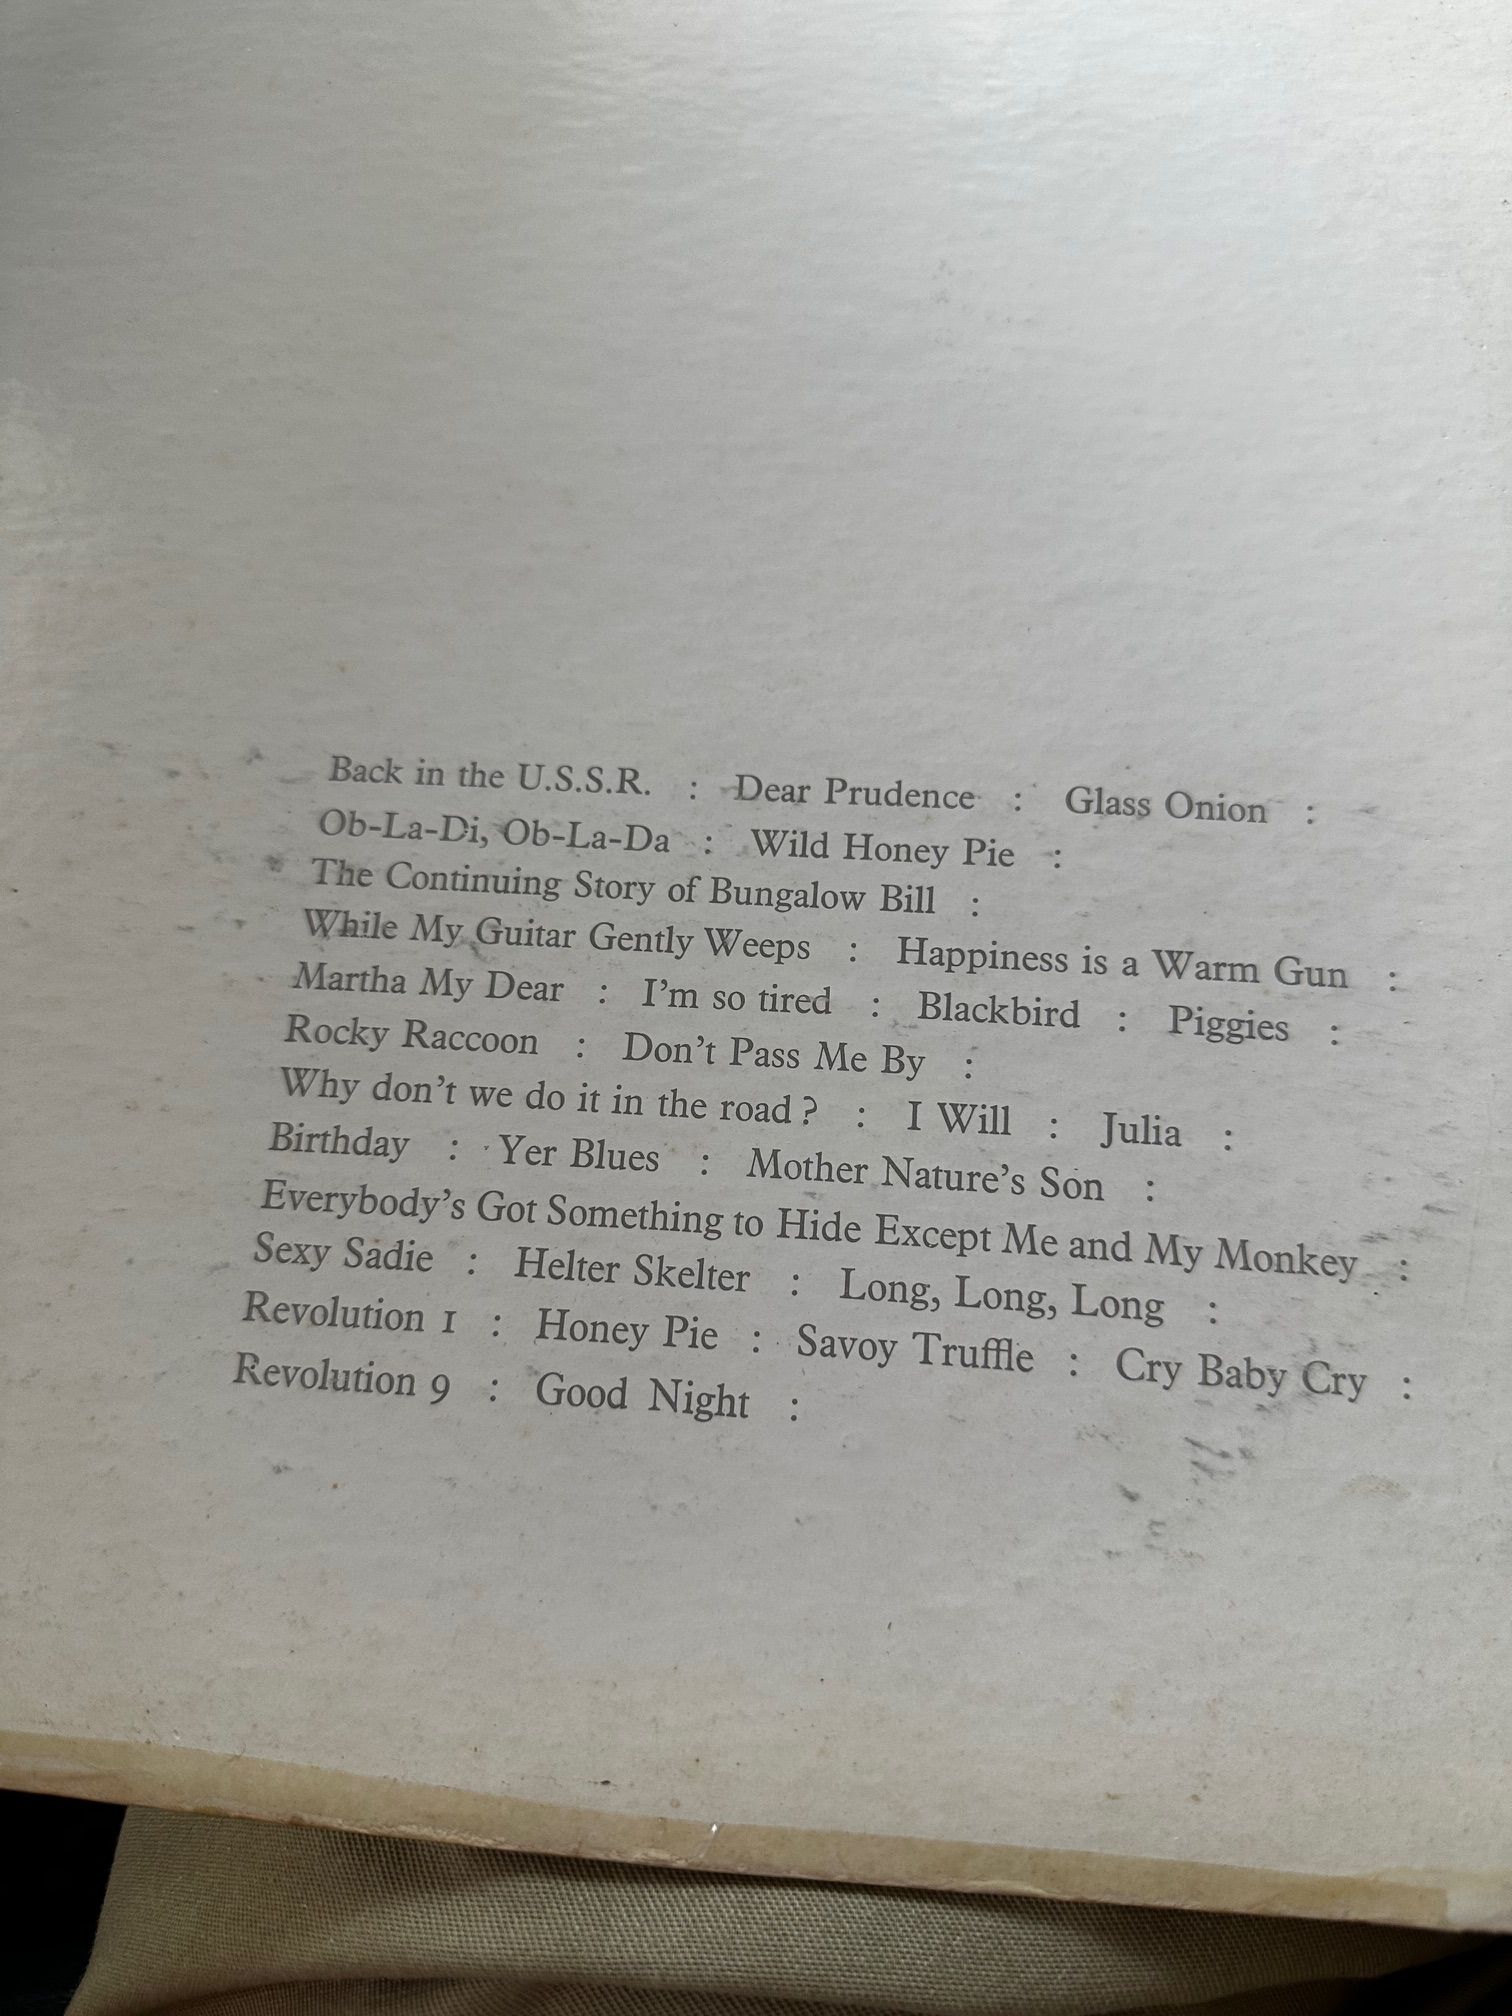 Back in the U.S.S.R. : Dear Prudence : Glass Onion :
Ob-La-Di, Ob-La-Da : Wild Honey Pie :
The Continuing Story of Bungalow Bill :
While My Guitar Gently Weeps : Happiness is a Warm Gun :
Martha My Dear : I'm so tired : Blackbird : Piggies :
Rocky Raccoon : Don't Pass Me By :
Why don't we do it in the road? : I Will : Julia :
Birthday : Yer Blues : Mother Nature's Son :
Everybody's Got Something to Hide Except Me and My Monkey :
Sexy Sadie : Helter Skelter : Long, Long, Long :
Revolution 1 : Honey Pie : Savoy Truffle : Cry Baby Cry :
Revolution 9 : Good Night :